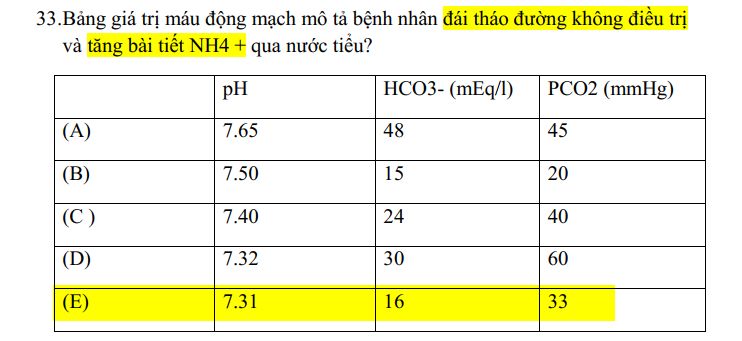 33.Bảng giá trị máu động mạch mô tả bệnh nhân đái tháo đường không điều trị
và tăng bài tiết NH4 + qua nước tiểu?
pH HCO3- (mEq/l) PCO2 (mmHg)
(A) 7.65 48 45
(B) 7.50 15 20
(C ) 7.40 24 40
(D) 7.32 30 60
(E) 7.31 16 33